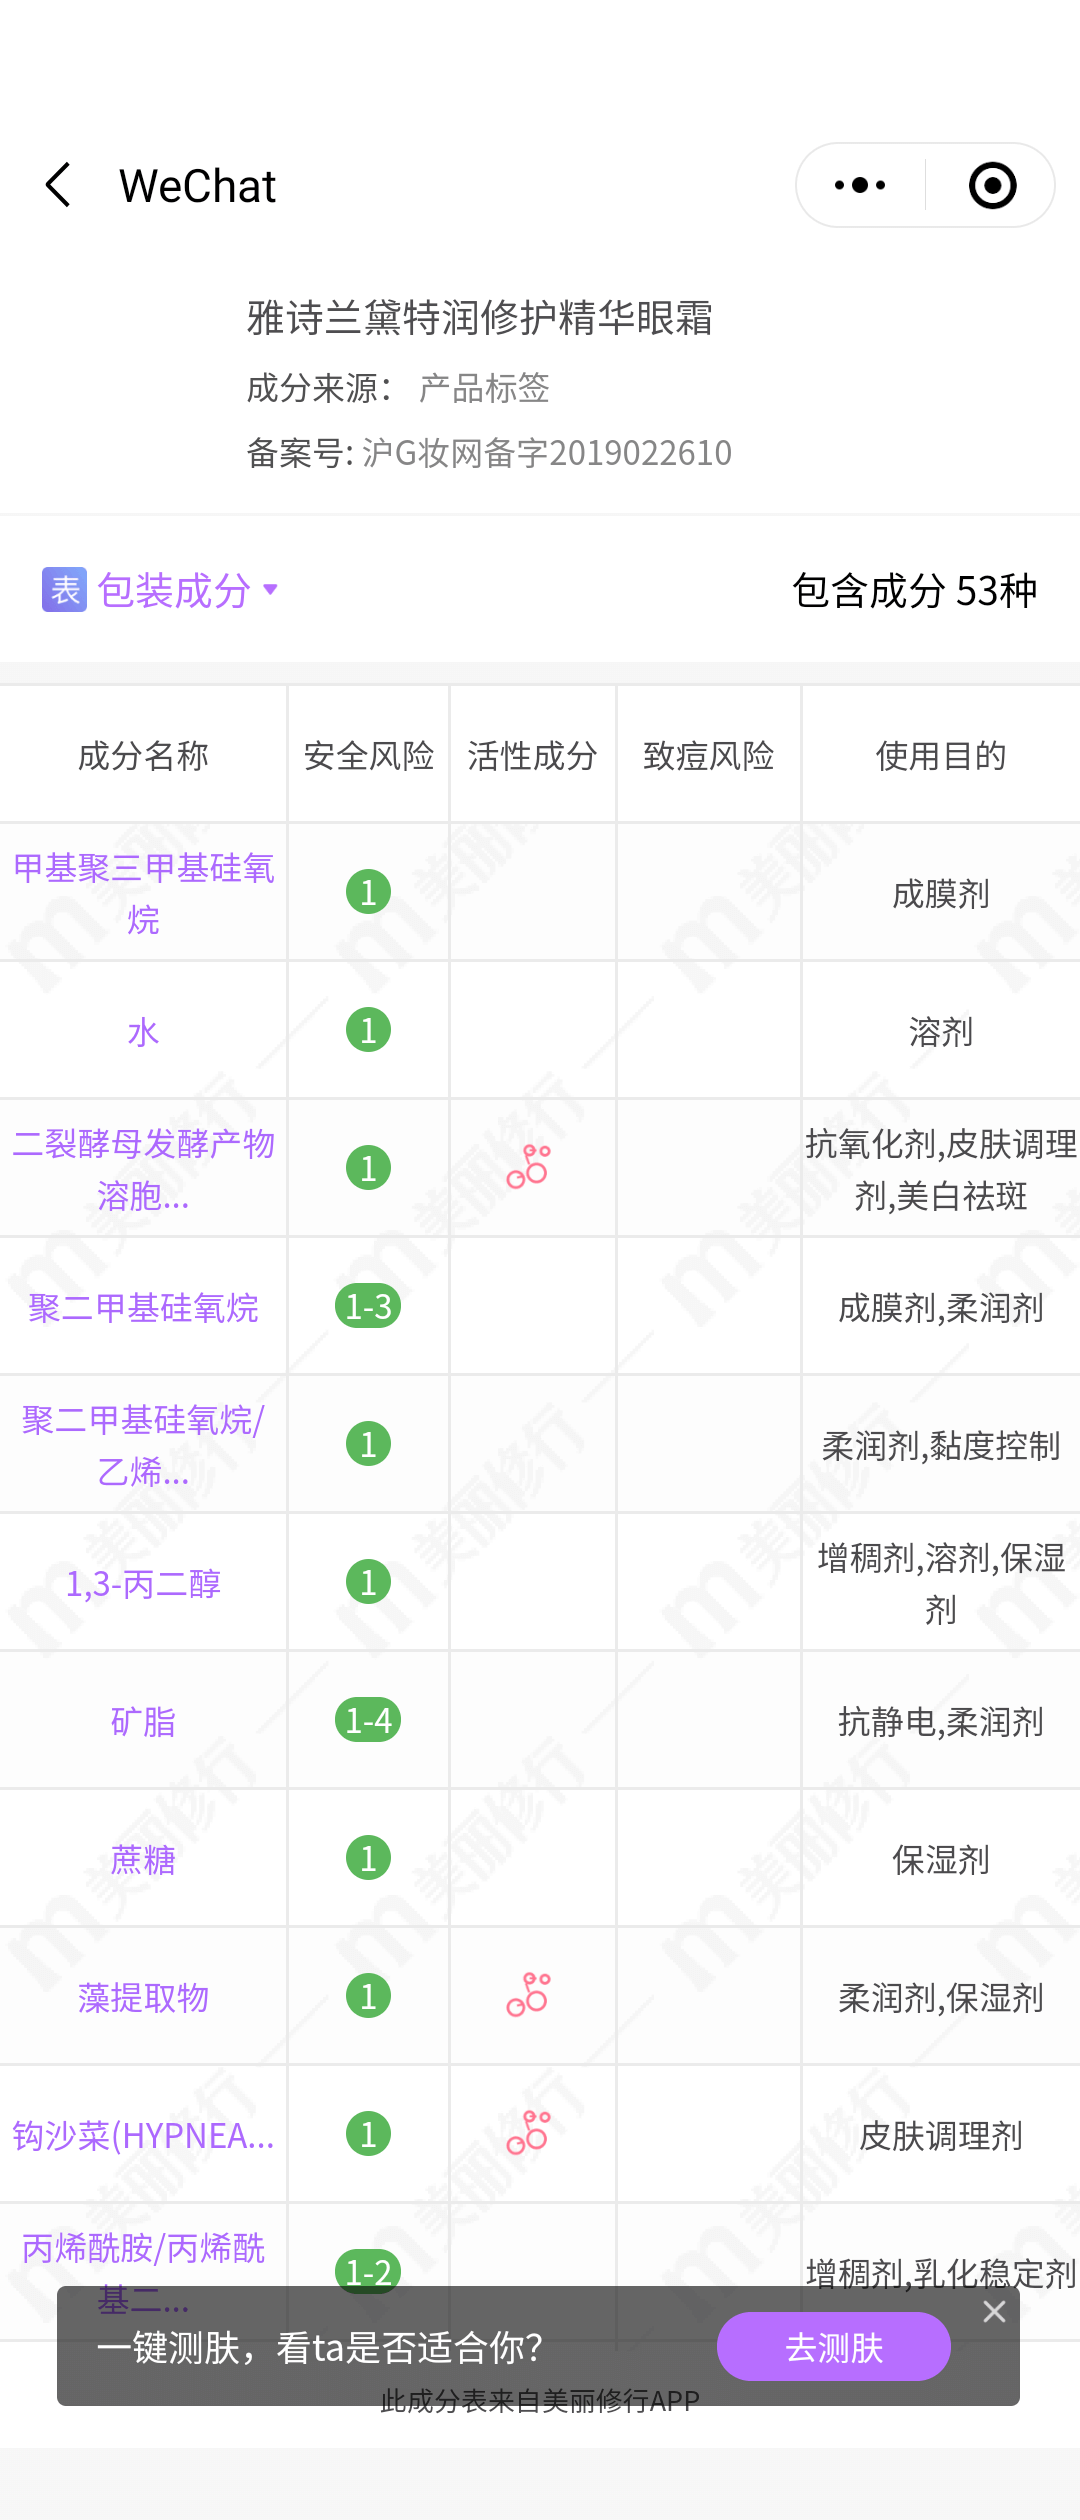 WeChat
雅诗兰黛特润修护精华眼霜
成分来源： 产品标签
备案号: 沪G妆网备字2019022610
表 包装成分
包含成分 53种
成分名称 安全风险 活性成分 致痘风险 使用目的
甲基聚三甲基硅氧
烷
1
成膜剂
水 1 溶剂
二裂酵母发酵产物
溶胞...
1
抗氧化剂,皮肤调理
剂,美白祛斑
聚二甲基硅氧烷 1-3 成膜剂,柔润剂
聚二甲基硅氧烷/
乙烯...
1
柔润剂,黏度控制
1,3-丙二醇 1
增稠剂,溶剂,保湿
剂
矿脂 1-4 抗静电,柔润剂
蔗糖 1 保湿剂
藻提取物 1 柔润剂,保湿剂
钩沙菜(HYPNEA... 1 皮肤调理剂
丙烯酰胺/丙烯酰
基二...
1-2
增稠剂,乳化稳定剂
一键测肤，看ta是否适合你？
去测肤
此成分表来自美丽修行APP
m美丽修行